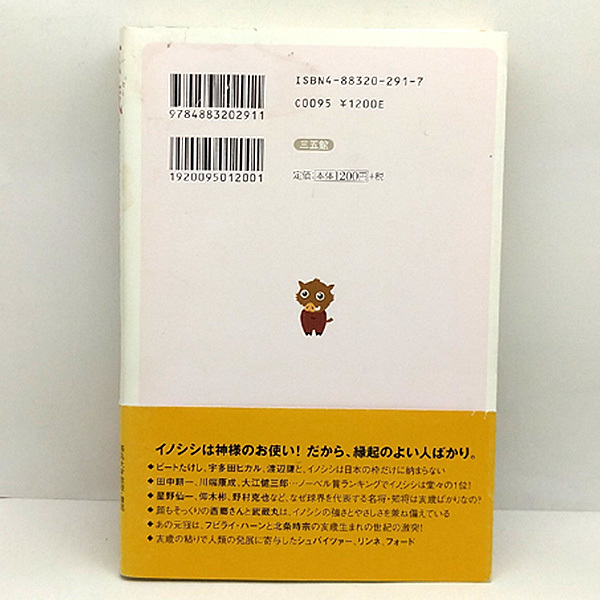 ISBN4-88320-291-7
C0095 ¥1200E
9784883202911
三五館
1920095012001
定価:本体1200円+税
イノシシは神様のお使い! だから、縁起のよい人ばかり。
▶ビートたけし、宇多田ヒカル、渡辺謙と、イノシシは日本の枠だけに納まらない
▶田中耕一、川端康成、大江健三郎…ノーベル賞ランキングでイノシシは堂々の1位!
▶星野仙一、仰木彬、野村克也など、なぜ球界を代表する名将・知将は亥歳ばかりなの?
▶顔もそっくりの西郷さんと武蔵丸は、イノシシの強さとやさしさを兼ね備えている
▶あの元寇は、フビライ・ハーンと北条時宗の亥歳生まれの世紀の激突!
▶亥歳の粘りで人類の発展に寄与したシュバイツァー、リンネ、フォード